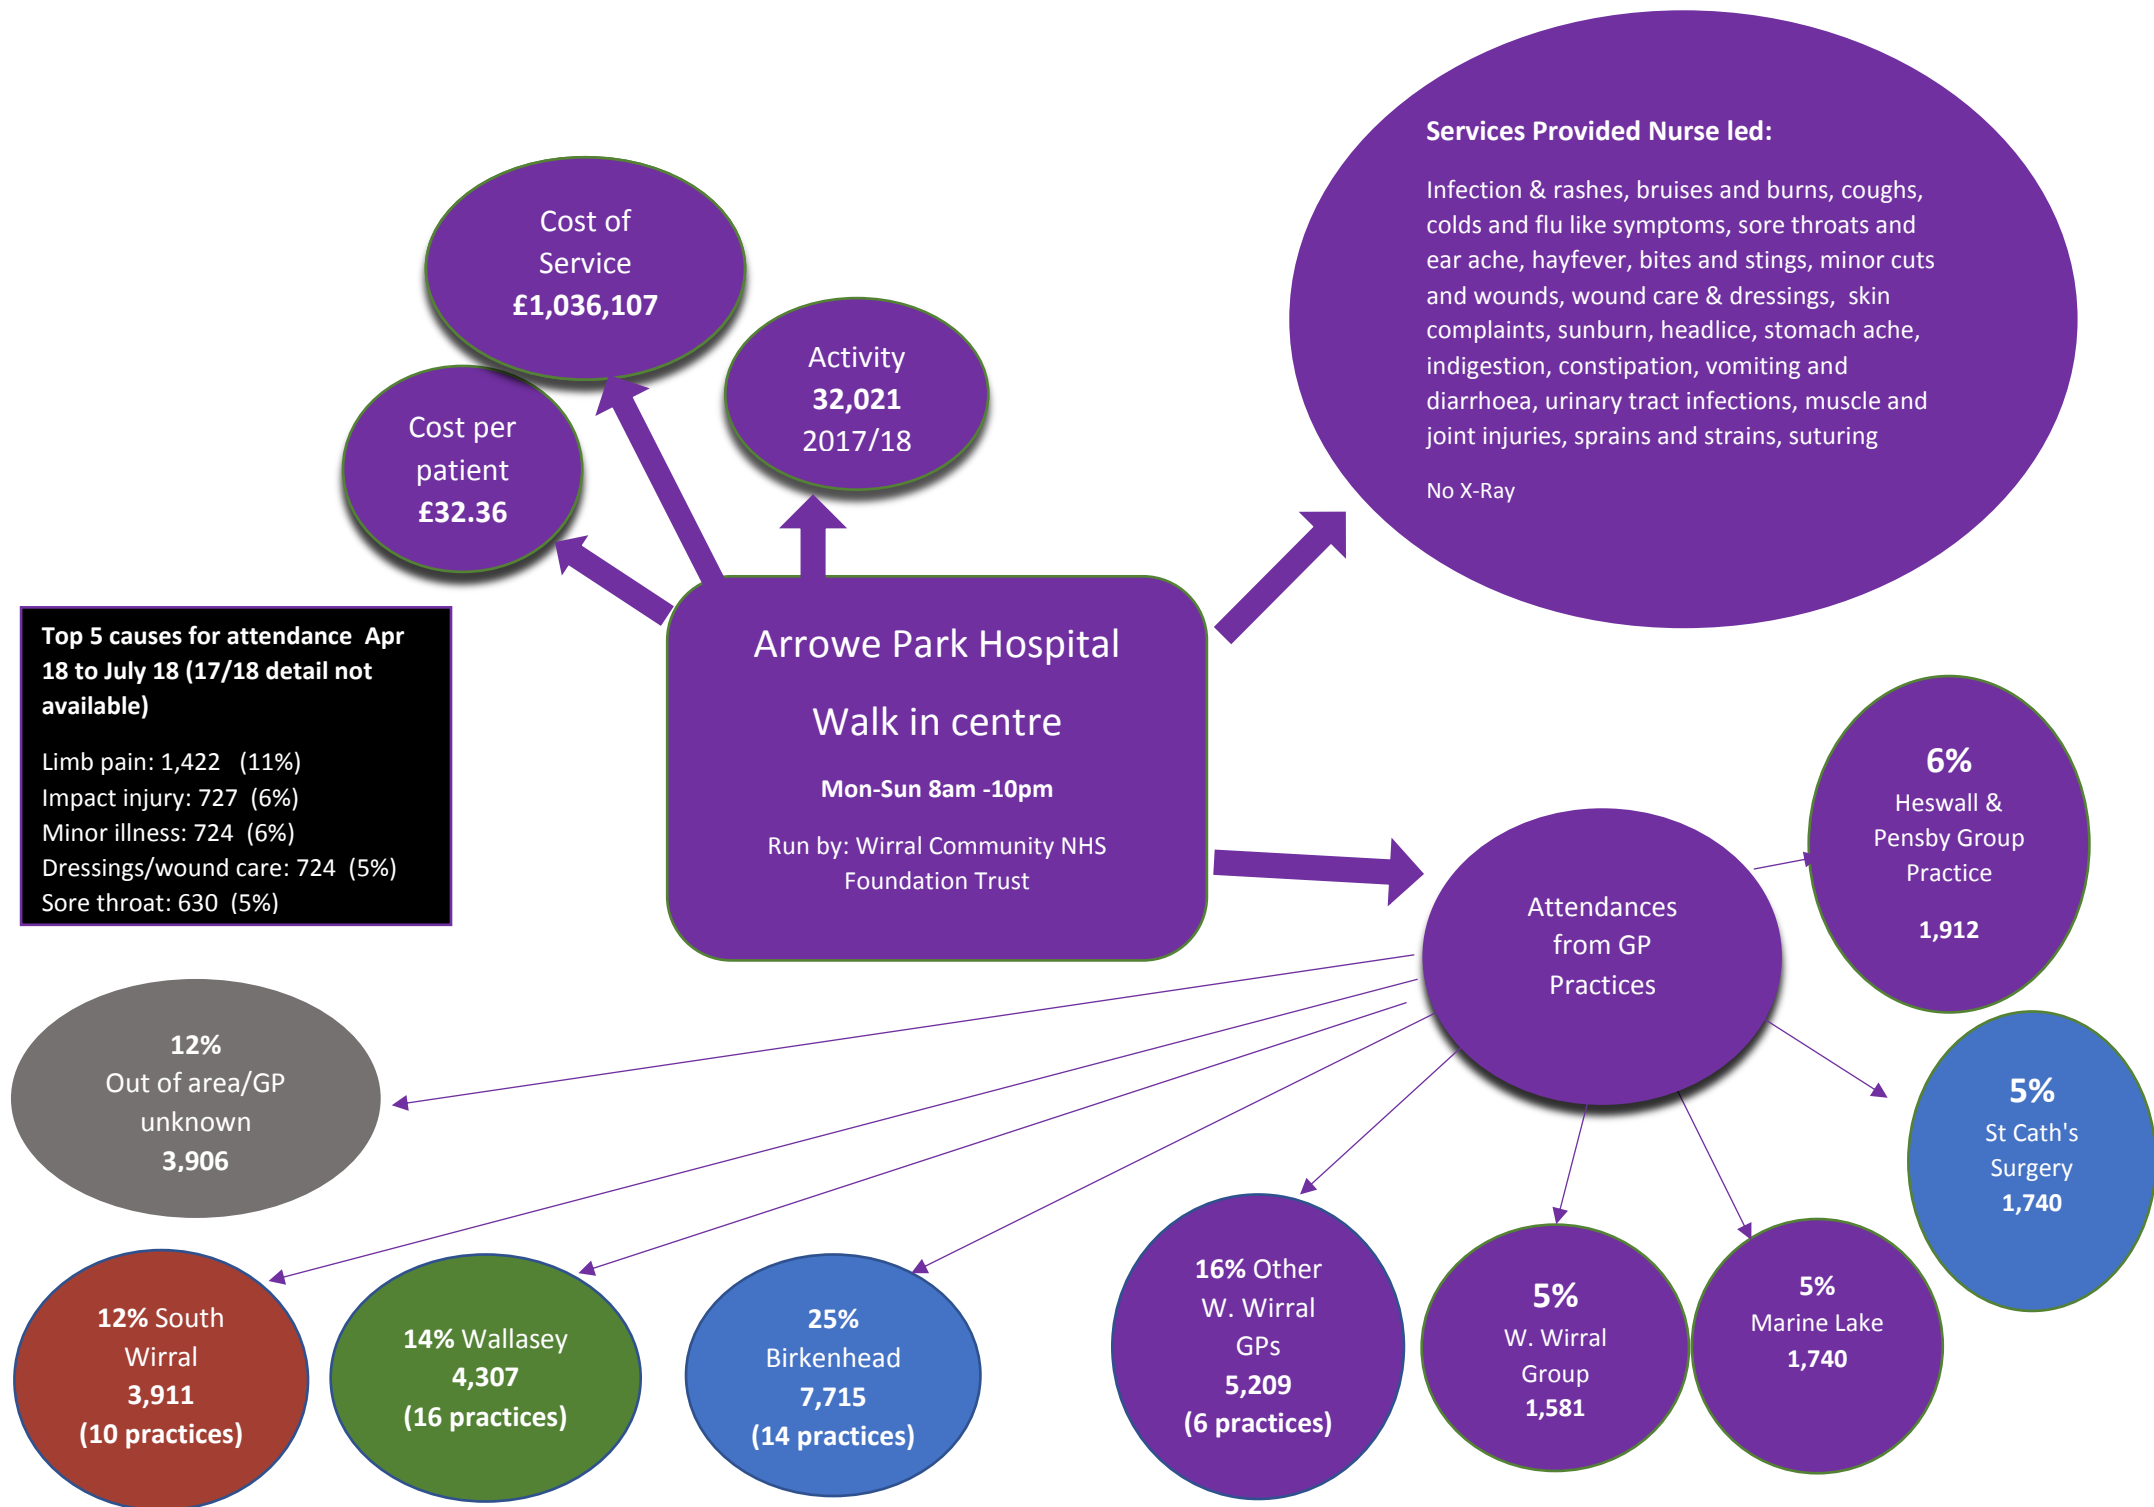 Services Provided Nurse led:
Infection & rashes, bruises and burns, coughs,
colds and flu like symptoms, sore throats and
ear ache, hayfever, bites and stings, minor cuts
and wounds, wound care & dressings,  skin
complaints, sunburn, headlice, stomach ache,
indigestion, constipation, vomiting and
diarrhoea, urinary tract infections, muscle and
joint injuries, sprains and strains, suturing
No X-Ray
Cost of
Service
£1,036,107
Activity
32,021
2017/18
Cost per
patient
£32.36
Arrowe Park Hospital
Walk in centre
Mon-Sun 8am -10pm
Run by: Wirral Community NHS
Foundation Trust
Top 5 causes for attendance  Apr
18 to July 18 (17/18 detail not
available)
Limb pain: 1,422   (11%)
Impact injury: 727  (6%)
Minor illness: 724  (6%)
Dressings/wound care: 724  (5%)
Sore throat: 630  (5%)
Attendances
from GP
Practices
6%
Heswall &
Pensby Group
Practice
1,912
5%
St Cath's
Surgery
1,740
5%
Marine Lake
1,740
5%
W. Wirral
Group
1,581
16% Other
W. Wirral
GPs
5,209
(6 practices)
25%
Birkenhead
7,715
(14 practices)
14% Wallasey
4,307
(16 practices)
12% South
Wirral
3,911
(10 practices)
12%
Out of area/GP
unknown
3,906